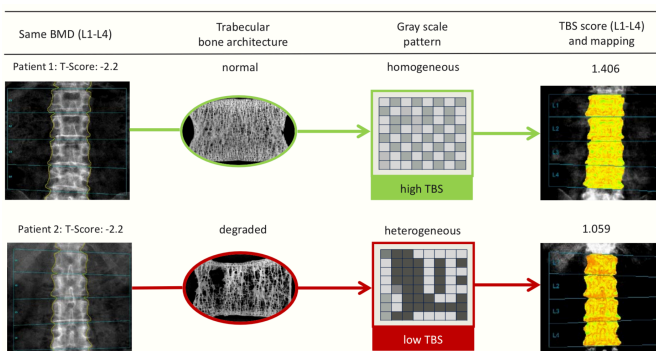 Same BMD (L1-L4)
Trabecular
bone architecture
Gray scale
pattern
TBS score (L1-L4)
and mapping
Patient 1: T-Score: -2.2
normal
homogeneous
1.406
high TBS
L1
L2
L3
L4
Patient 2: T-Score: -2.2
degraded
heterogeneous
1.059
low TBS
L1
L2
L3
L4